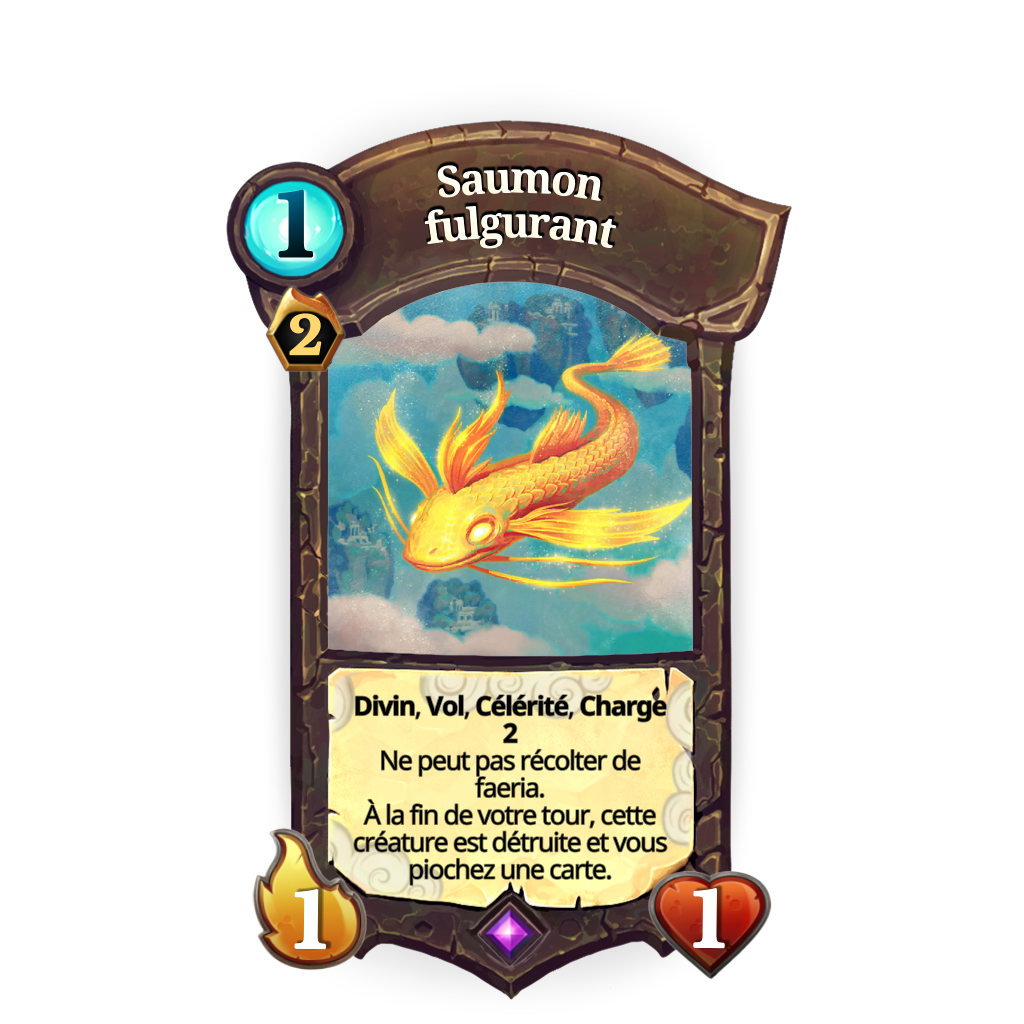 1
Saumon
fulgurant
2
Divin, Vol, Célérité, Charge
2
Ne peut pas récolter de
faeria.
À la fin de votre tour, cette
créature est détruite et vous
piochez une carte.
1
1